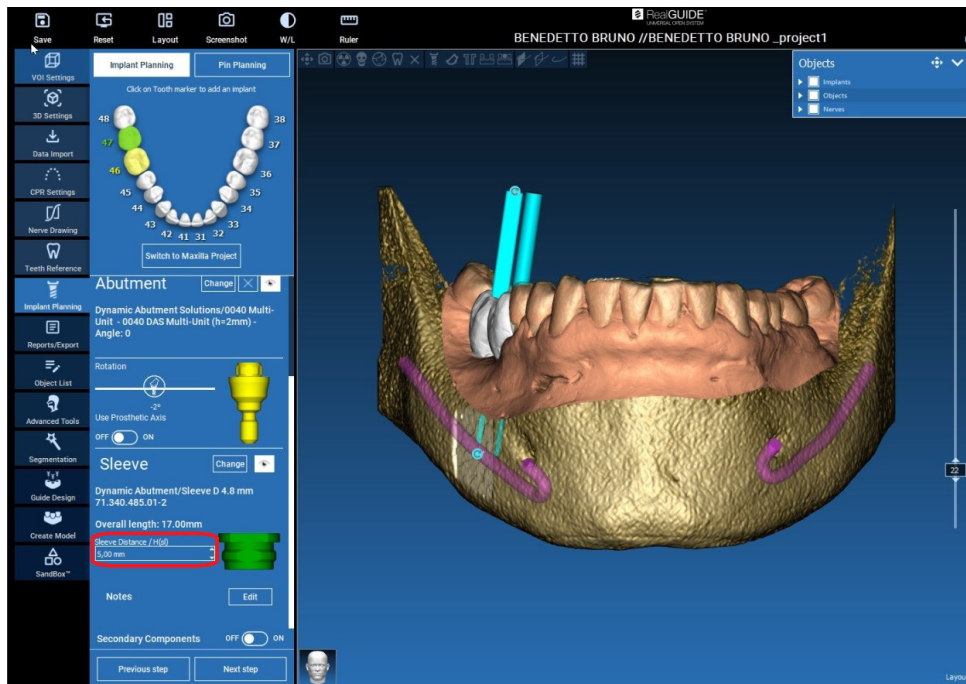 Save
Reset
Layout
Screenshot
W/L
Ruler
RealGUIDE™
UNIVERSAL OPEN SYSTEM
BENEDETTO BRUNO //BENEDETTO BRUNO _project1
VOI Settings
3D Settings
Data Import
CPR Settings
Nerve Drawing
Teeth Reference
Implant Planning
Reports/Export
Object List
Advanced Tools
Segmentation
Guide Design
Create Model
SandBox™
Implant Planning
Pin Planning
Click on Tooth marker to add an implant
48
38
47
37
46
36
45
35
44
34
43
33
42 41 31 32
Switch to Maxilla Project
Abutment
Change
Dynamic Abutment Solutions/0040 Multi-
Unit - 0040 DAS Multi-Unit (h=2mm) -
Angle: 0
Rotation
-2°
Use Prosthetic Axis
OFF ON
Sleeve
Change
Dynamic Abutment/Sleeve D 4.8 mm
71.340.485.01-2
Overall length: 17.00mm
Sleeve Distance / H(sl)
5,00 mm
Notes
Edit
Secondary Components OFF ON
Previous step
Next step
Objects
Implants
Objects
Nerves
C
C
22
Layou